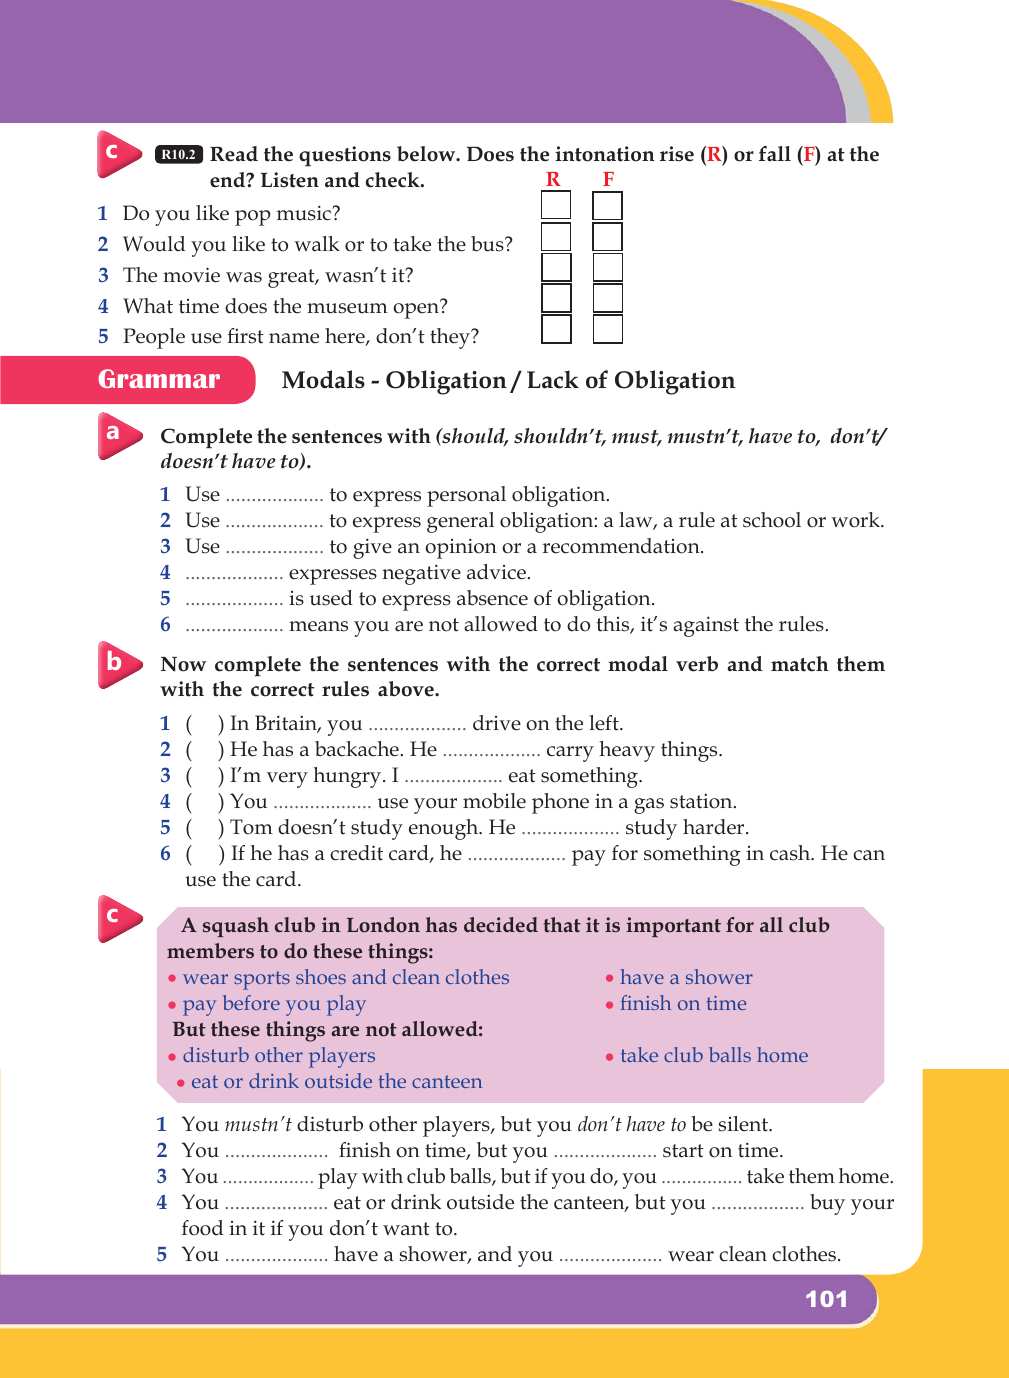 c R10.2 Read the questions below. Does the intonation rise (R) or fall (F) at the
end? Listen and check. R F
1 Do you like pop music?
2 Would you like to walk or to take the bus?
3 The movie was great, wasn't it?
4 What time does the museum open?
5 People use first name here, don't they?
Grammar Modals - Obligation / Lack of Obligation
a Complete the sentences with (should, shouldn't, must, mustn't, have to, don't/
doesn't have to).
1 Use ................... to express personal obligation.
2 Use ................... to express general obligation: a law, a rule at school or work.
3 Use ................... to give an opinion or a recommendation.
4 ................... expresses negative advice.
5 ................... is used to express absence of obligation.
6 ................... means you are not allowed to do this, it's against the rules.
b Now complete the sentences with the correct modal verb and match them
with the correct rules above.
1 ( ) In Britain, you ................... drive on the left.
2 ( ) He has a backache. He ................... carry heavy things.
3 ( ) I'm very hungry. I ................... eat something.
4 ( ) You ................... use your mobile phone in a gas station.
5 ( ) Tom doesn't study enough. He ................... study harder.
6 ( ) If he has a credit card, he ................... pay for something in cash. He can
use the card.
c A squash club in London has decided that it is important for all club
members to do these things:
• wear sports shoes and clean clothes • have a shower
• pay before you play • finish on time
But these things are not allowed:
• disturb other players • take club balls home
• eat or drink outside the canteen
1 You mustn't disturb other players, but you don't have to be silent.
2 You .................... finish on time, but you .................... start on time.
3 You .................. play with club balls, but if you do, you ................ take them home.
4 You .................... eat or drink outside the canteen, but you .................. buy your
food in it if you don't want to.
5 You .................... have a shower, and you .................... wear clean clothes.
101